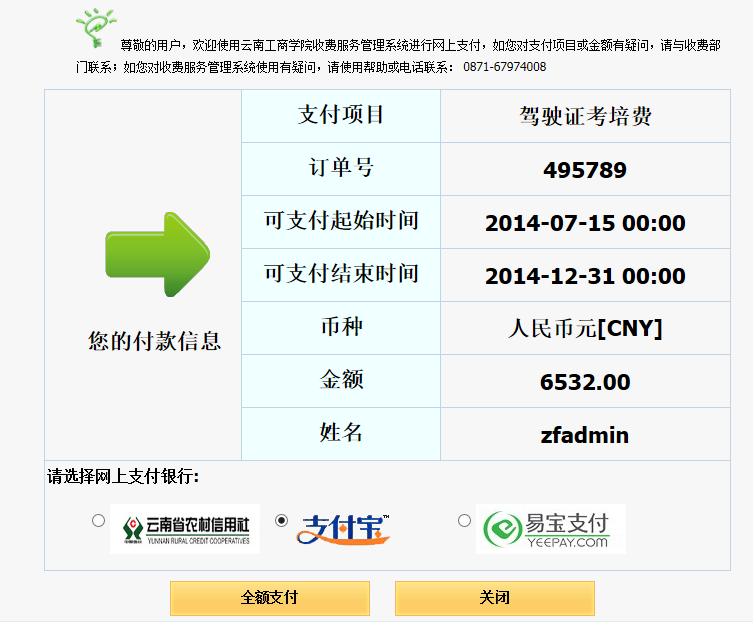 尊敬的用户，欢迎使用云南工商学院收费服务管理系统进行网上支付，如您对支付项目或金额有疑问，请与收费部
门联系；如您对收费服务管理系统使用有疑问，请使用帮助或电话联系： 0871-67974008
支付项目 驾驶证考培费
订单号 495789
可支付起始时间 2014-07-15 00:00
可支付结束时间 2014-12-31 00:00
您的付款信息
币种 人民币元[CNY]
金额 6532.00
姓名 zfadmin
请选择网上支付银行:
云南省农村信用社 支付宝™ 易宝支付
YUNNAN RURAL CREDIT COOPERATIVES YEEPAY.COM
全额支付 关闭